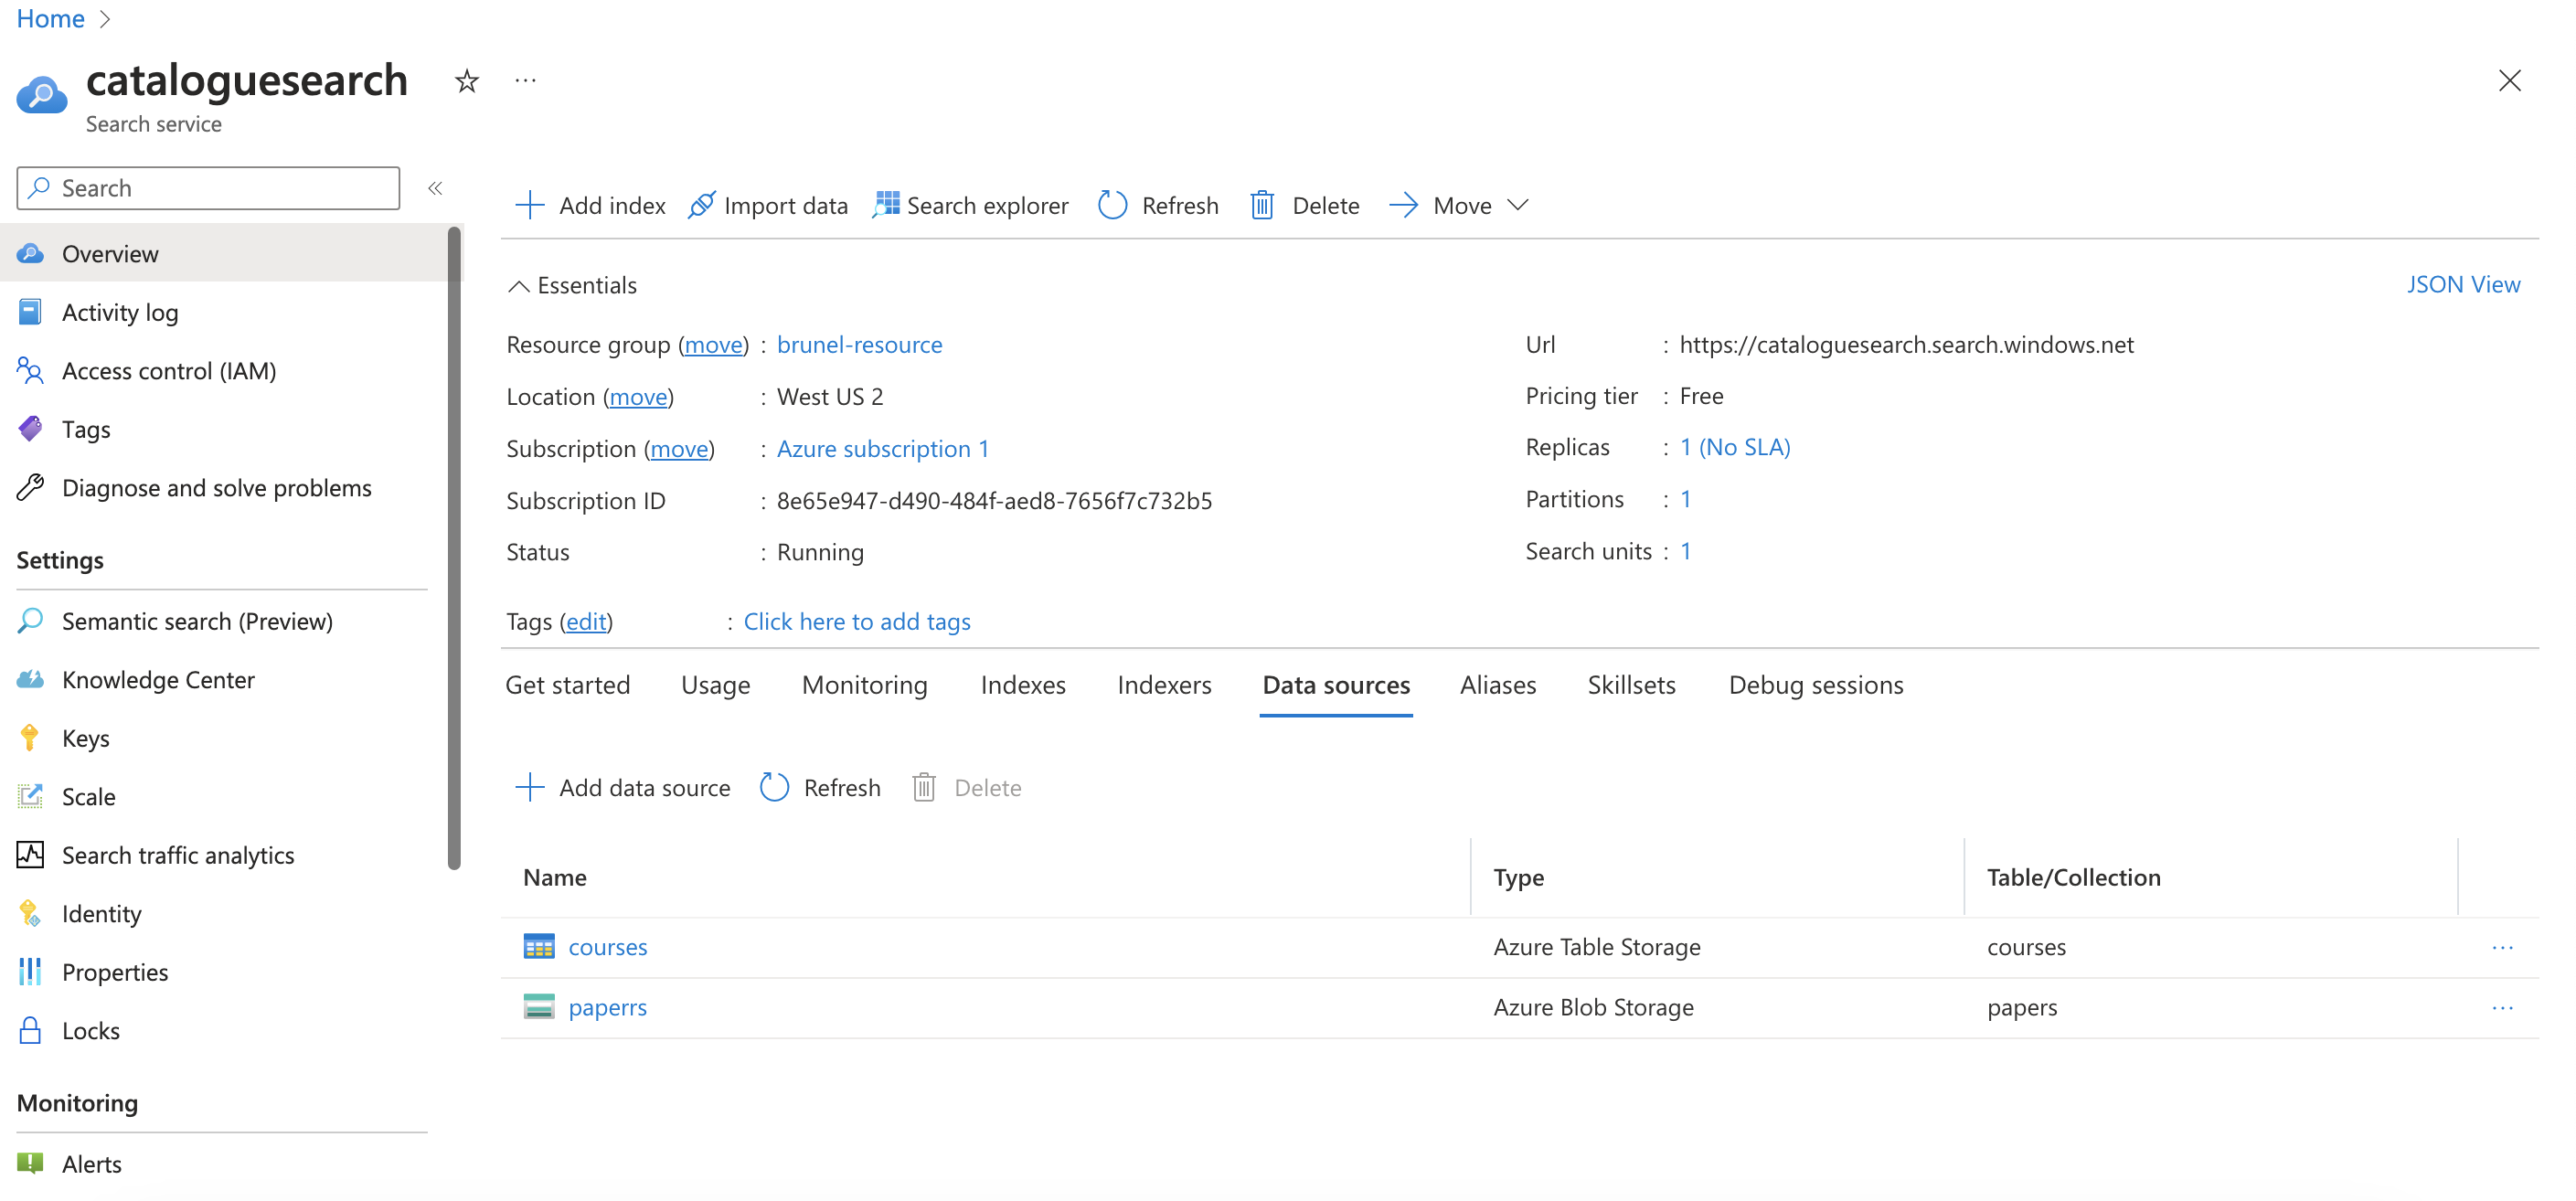 Home
cataloguesearch
Search service
Search
Add index Import data Search explorer Refresh Delete Move
Overview
Activity log
Access control (IAM)
Tags
Diagnose and solve problems
Settings
Semantic search (Preview)
Knowledge Center
Keys
Scale
Search traffic analytics
Identity
Properties
Locks
Monitoring
Alerts
Essentials JSON View
Resource group (move) : brunel-resource
Location (move) : West US 2
Subscription (move) : Azure subscription 1
Subscription ID : 8e65e947-d490-484f-aed8-7656f7c732b5
Status : Running
Url : https://cataloguesearch.search.windows.net
Pricing tier : Free
Replicas : 1 (No SLA)
Partitions : 1
Search units : 1
Tags (edit) : Click here to add tags
Get started Usage Monitoring Indexes Indexers Data sources Aliases Skillsets Debug sessions
Add data source Refresh Delete
Name Type Table/Collection
courses Azure Table Storage courses
paperrs Azure Blob Storage papers